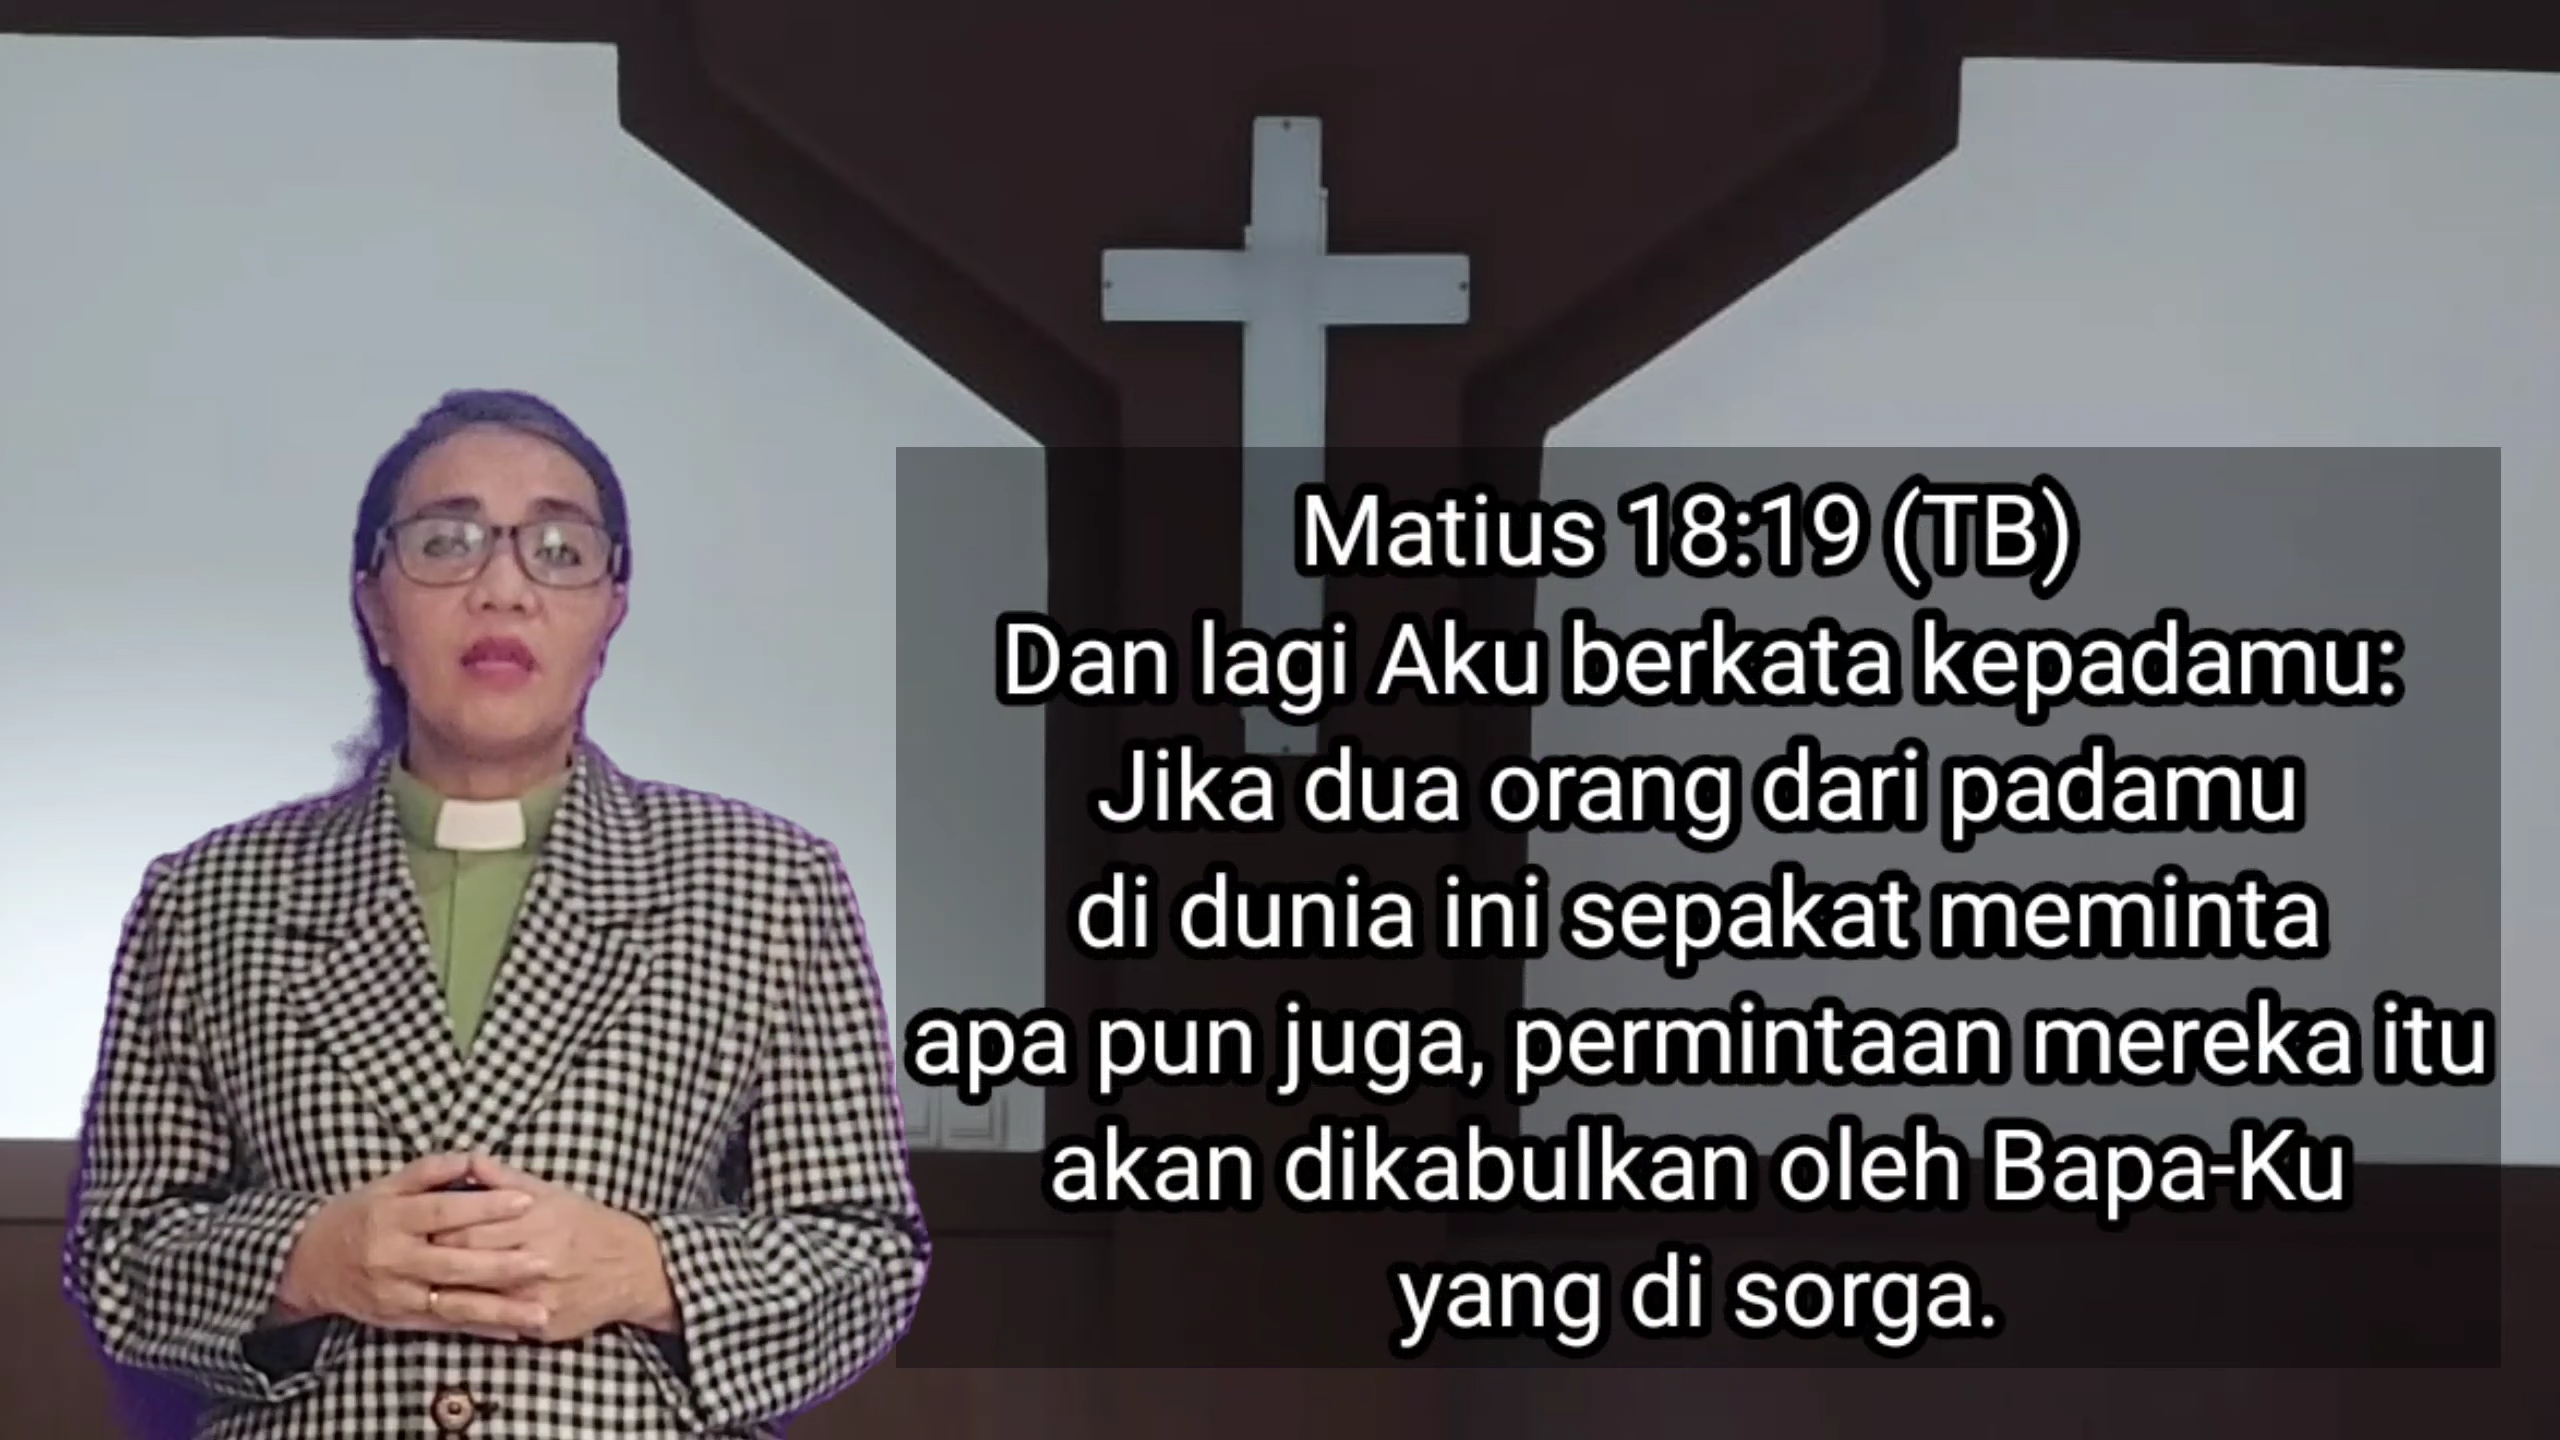 Matius 18:19 (TB)
Dan lagi Aku berkata kepadamu:
Jika dua orang dari padamu
di dunia ini sepakat meminta
apa pun juga, permintaan mereka itu
akan dikabulkan oleh Bapa-Ku
yang di sorga.